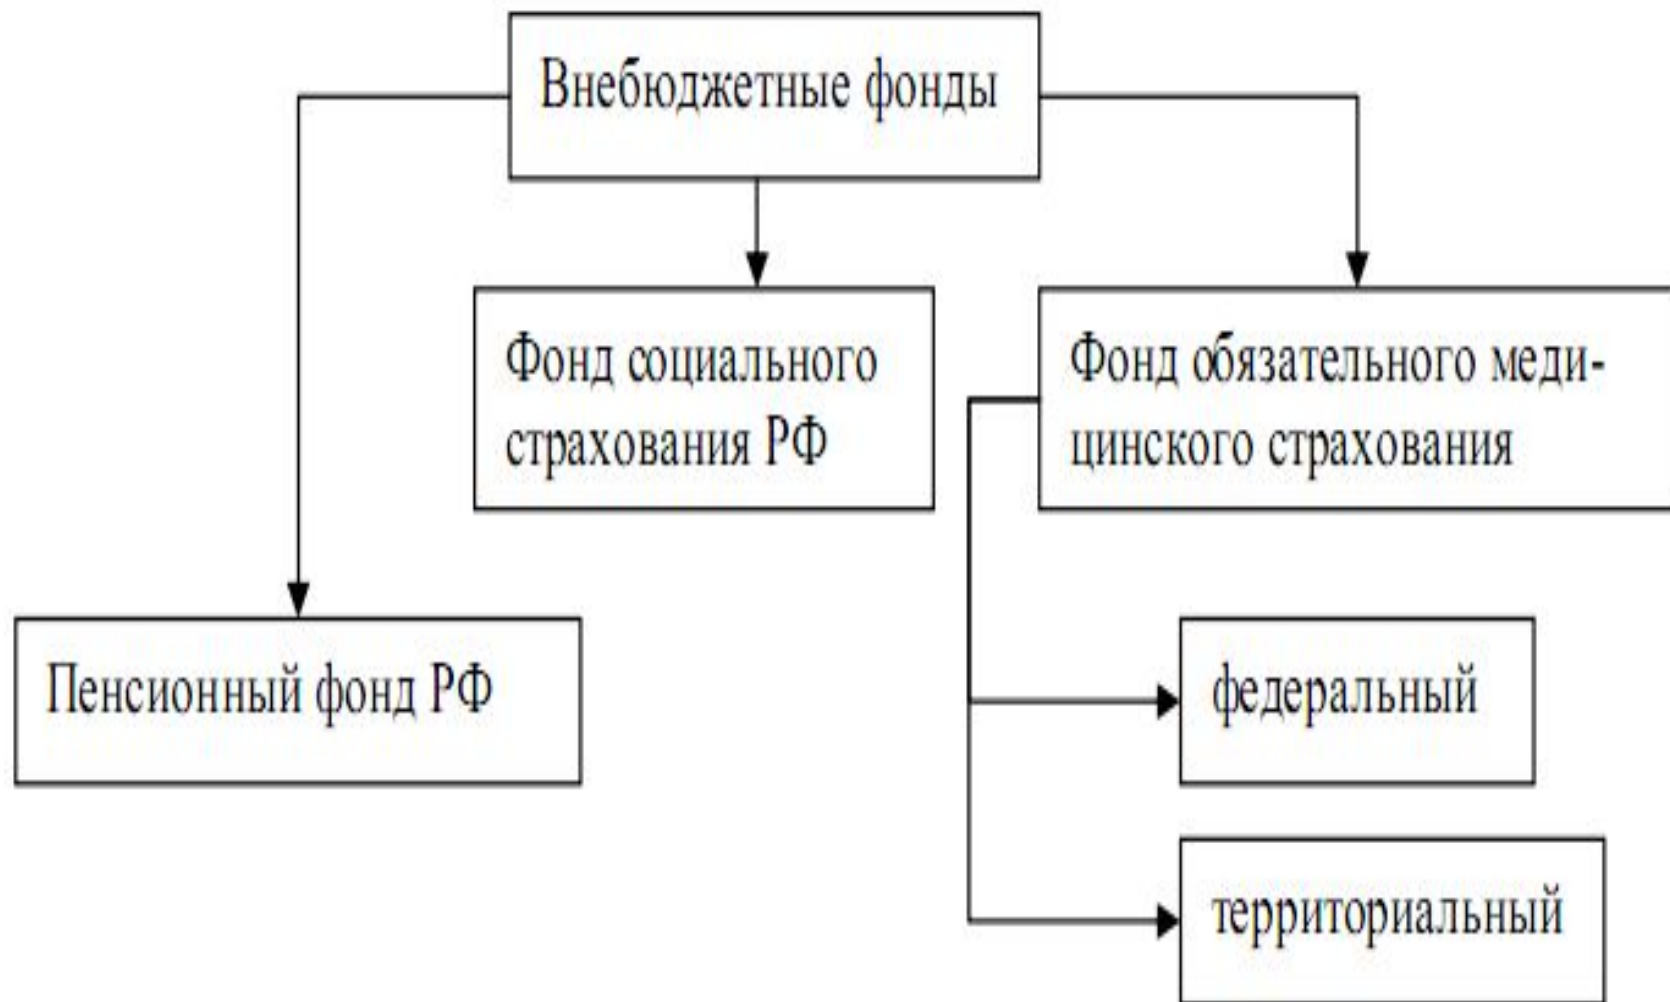 Внебюджетные фонды
Фонд социального
страхования РФ
Фонд обязательного меди-
цинского страхования
Пенсионный фонд РФ
федеральный
территориальный